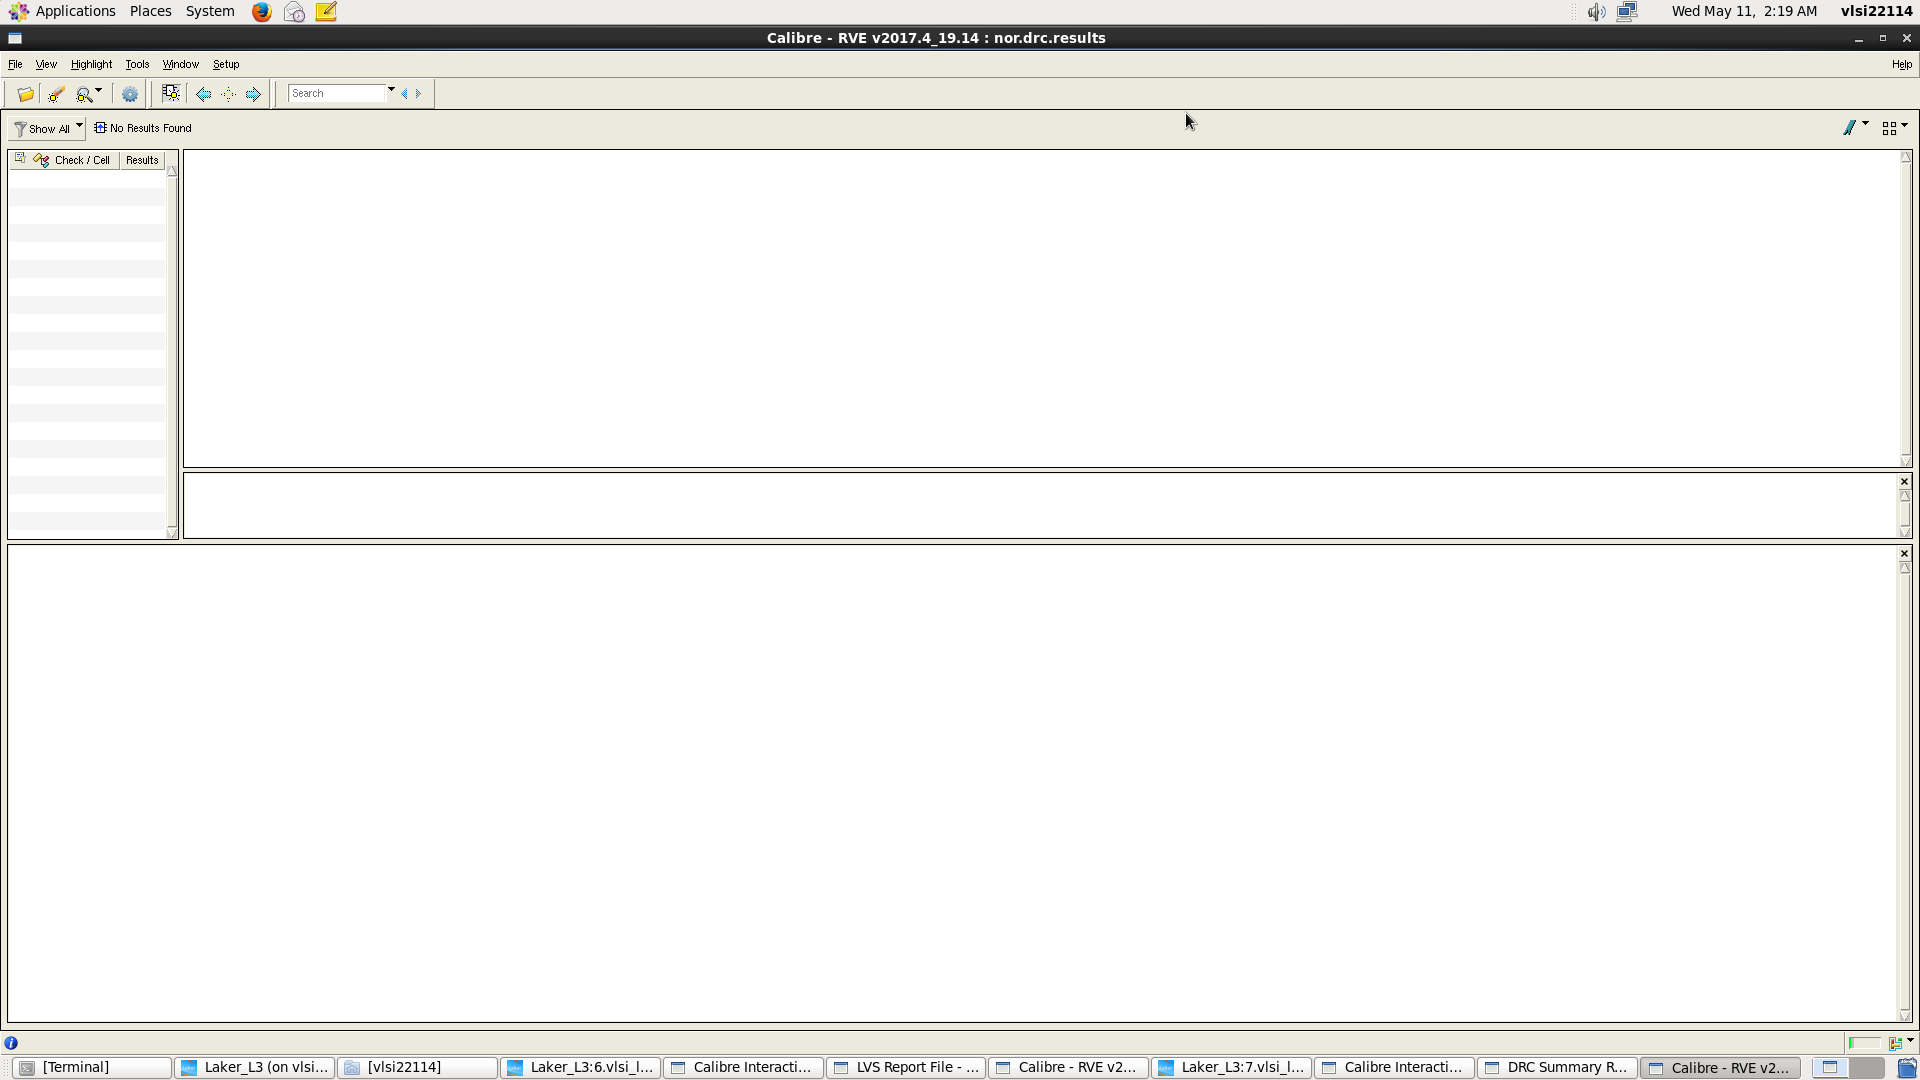 Applications Places System Wed May 11, 2:19 AM vlsi22114
Calibre - RVE v2017.4_19.14 : nor.drc.results
File View Highlight Tools Window Setup Help
Search
Show All No Results Found
Check / Cell Results
[Terminal] Laker_L3 (on vlsi... [vlsi22114] Laker_L3:6.vlsi_l... Calibre Interacti... LVS Report File - ... Calibre - RVE v2... Laker_L3:7.vlsi_l... Calibre Interacti... DRC Summary R... Calibre - RVE v2...